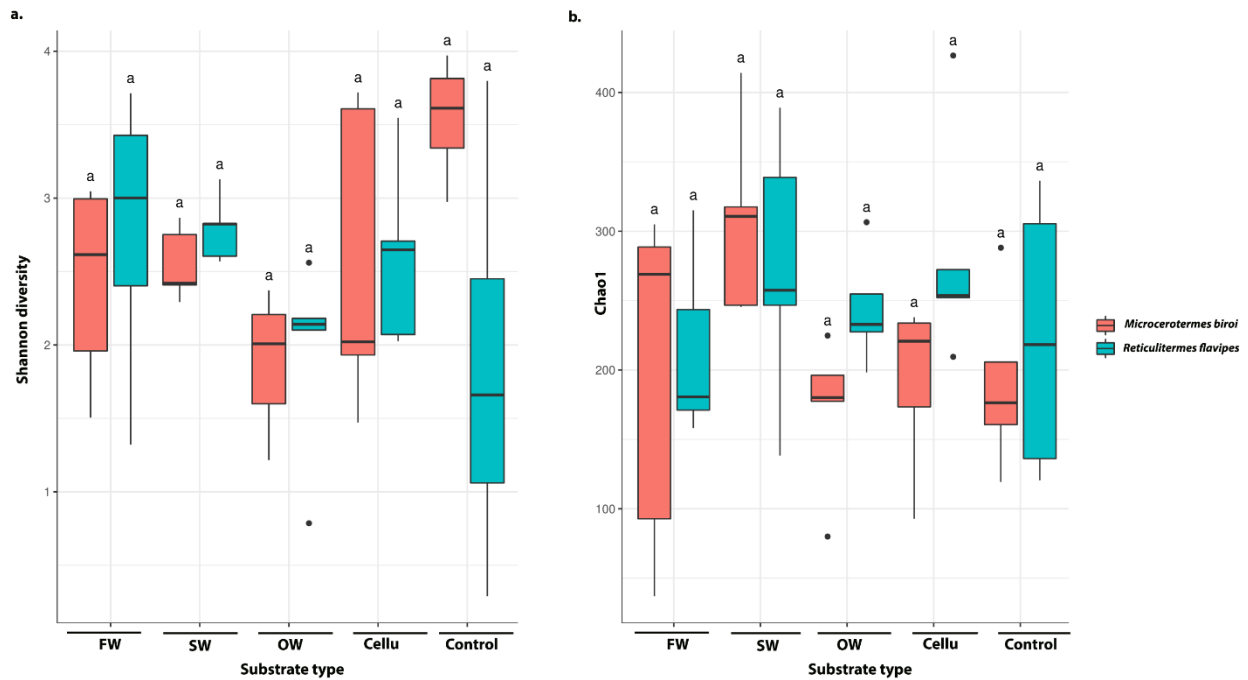 a.
b.
Shannon diversity
4
3
2
1
a a a a a a a a a a
FW SW OW Cellu Control
Substrate type
Chao1
400
300
200
100
a a a a a a a a a a
FW SW OW Cellu Control
Substrate type
Microcerotermes biroi
Reticulitermes flavipes